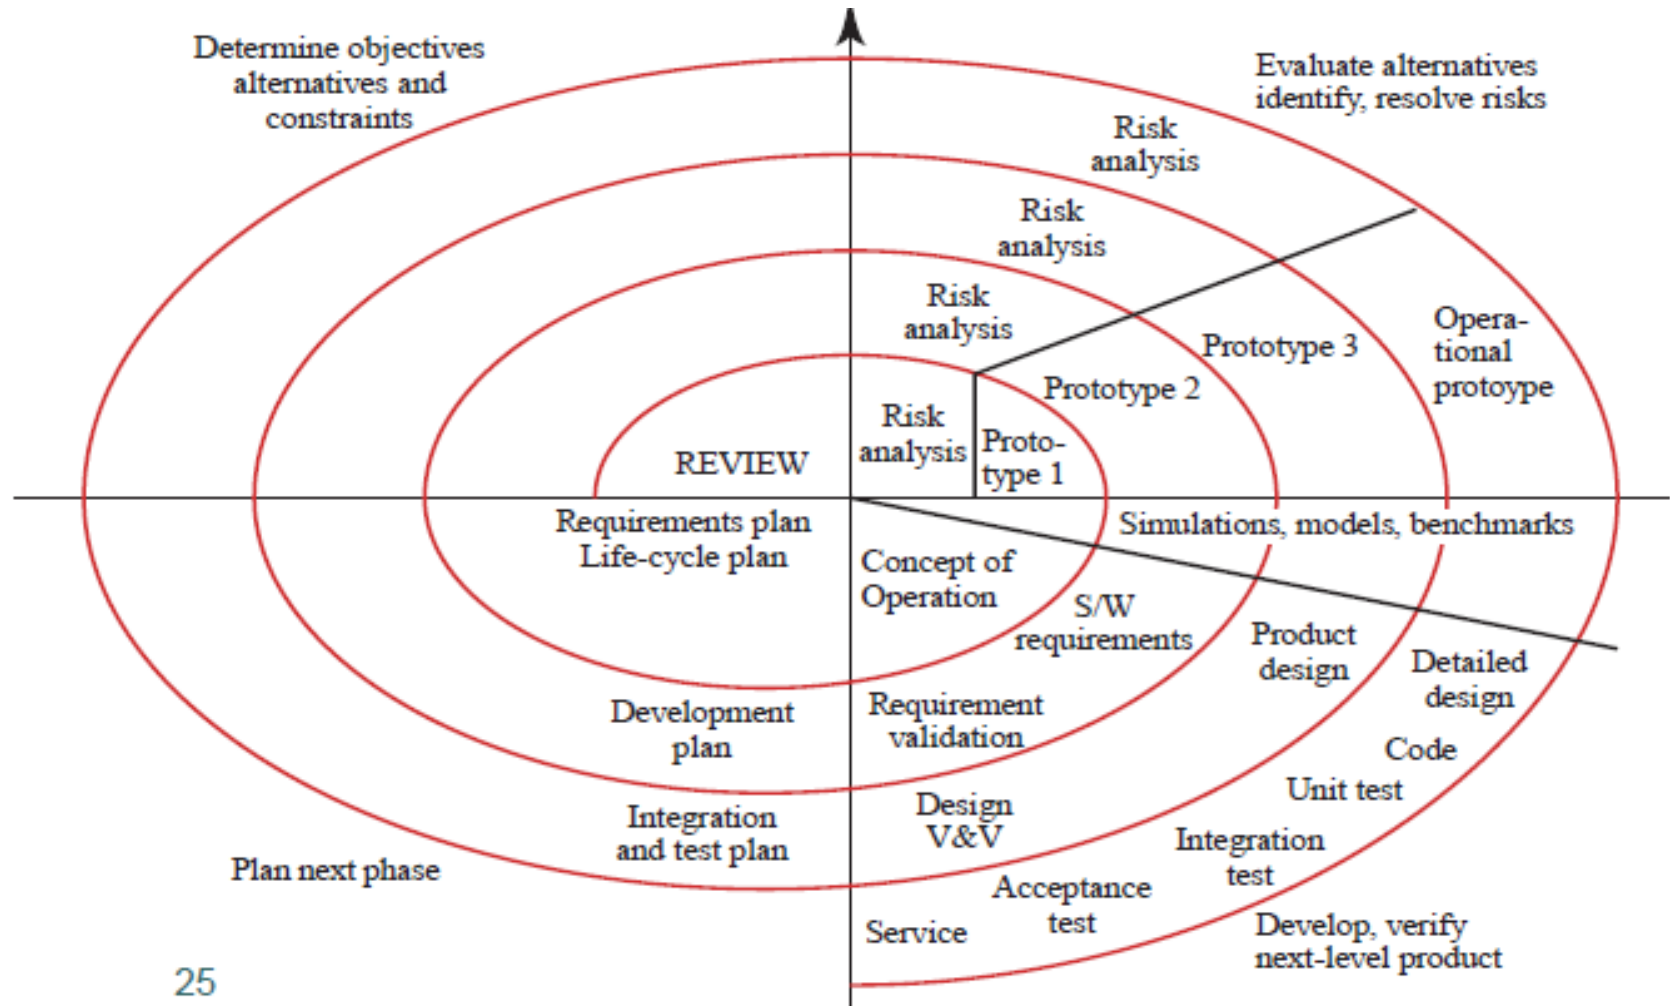 Determine objectives
alternatives and
constraints
Evaluate alternatives
identify, resolve risks
Risk
analysis
Risk
analysis
Risk
analysis
Risk
analysis
Opera-
tional
protoype
Prototype 3
Prototype 2
Proto-
type 1
REVIEW
Requirements plan
Life-cycle plan
Simulations, models, benchmarks
Concept of
Operation
S/W
requirements
Product
design
Detailed
design
Development
plan
Requirement
validation
Code
Unit test
Integration
and test plan
Design
V&V
Integration
test
Plan next phase
Acceptance
test
Service
Develop, verify
next-level product
25